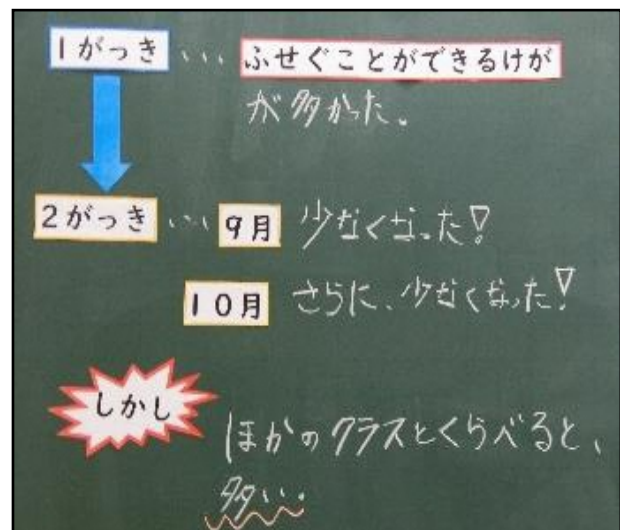 1がっき … ふせぐことができるけが
が多かった。
2がっき … 9月 少なくなった!
10月 さらに、少なくなった!
しかし
ほかのクラスとくらべると、
多い。